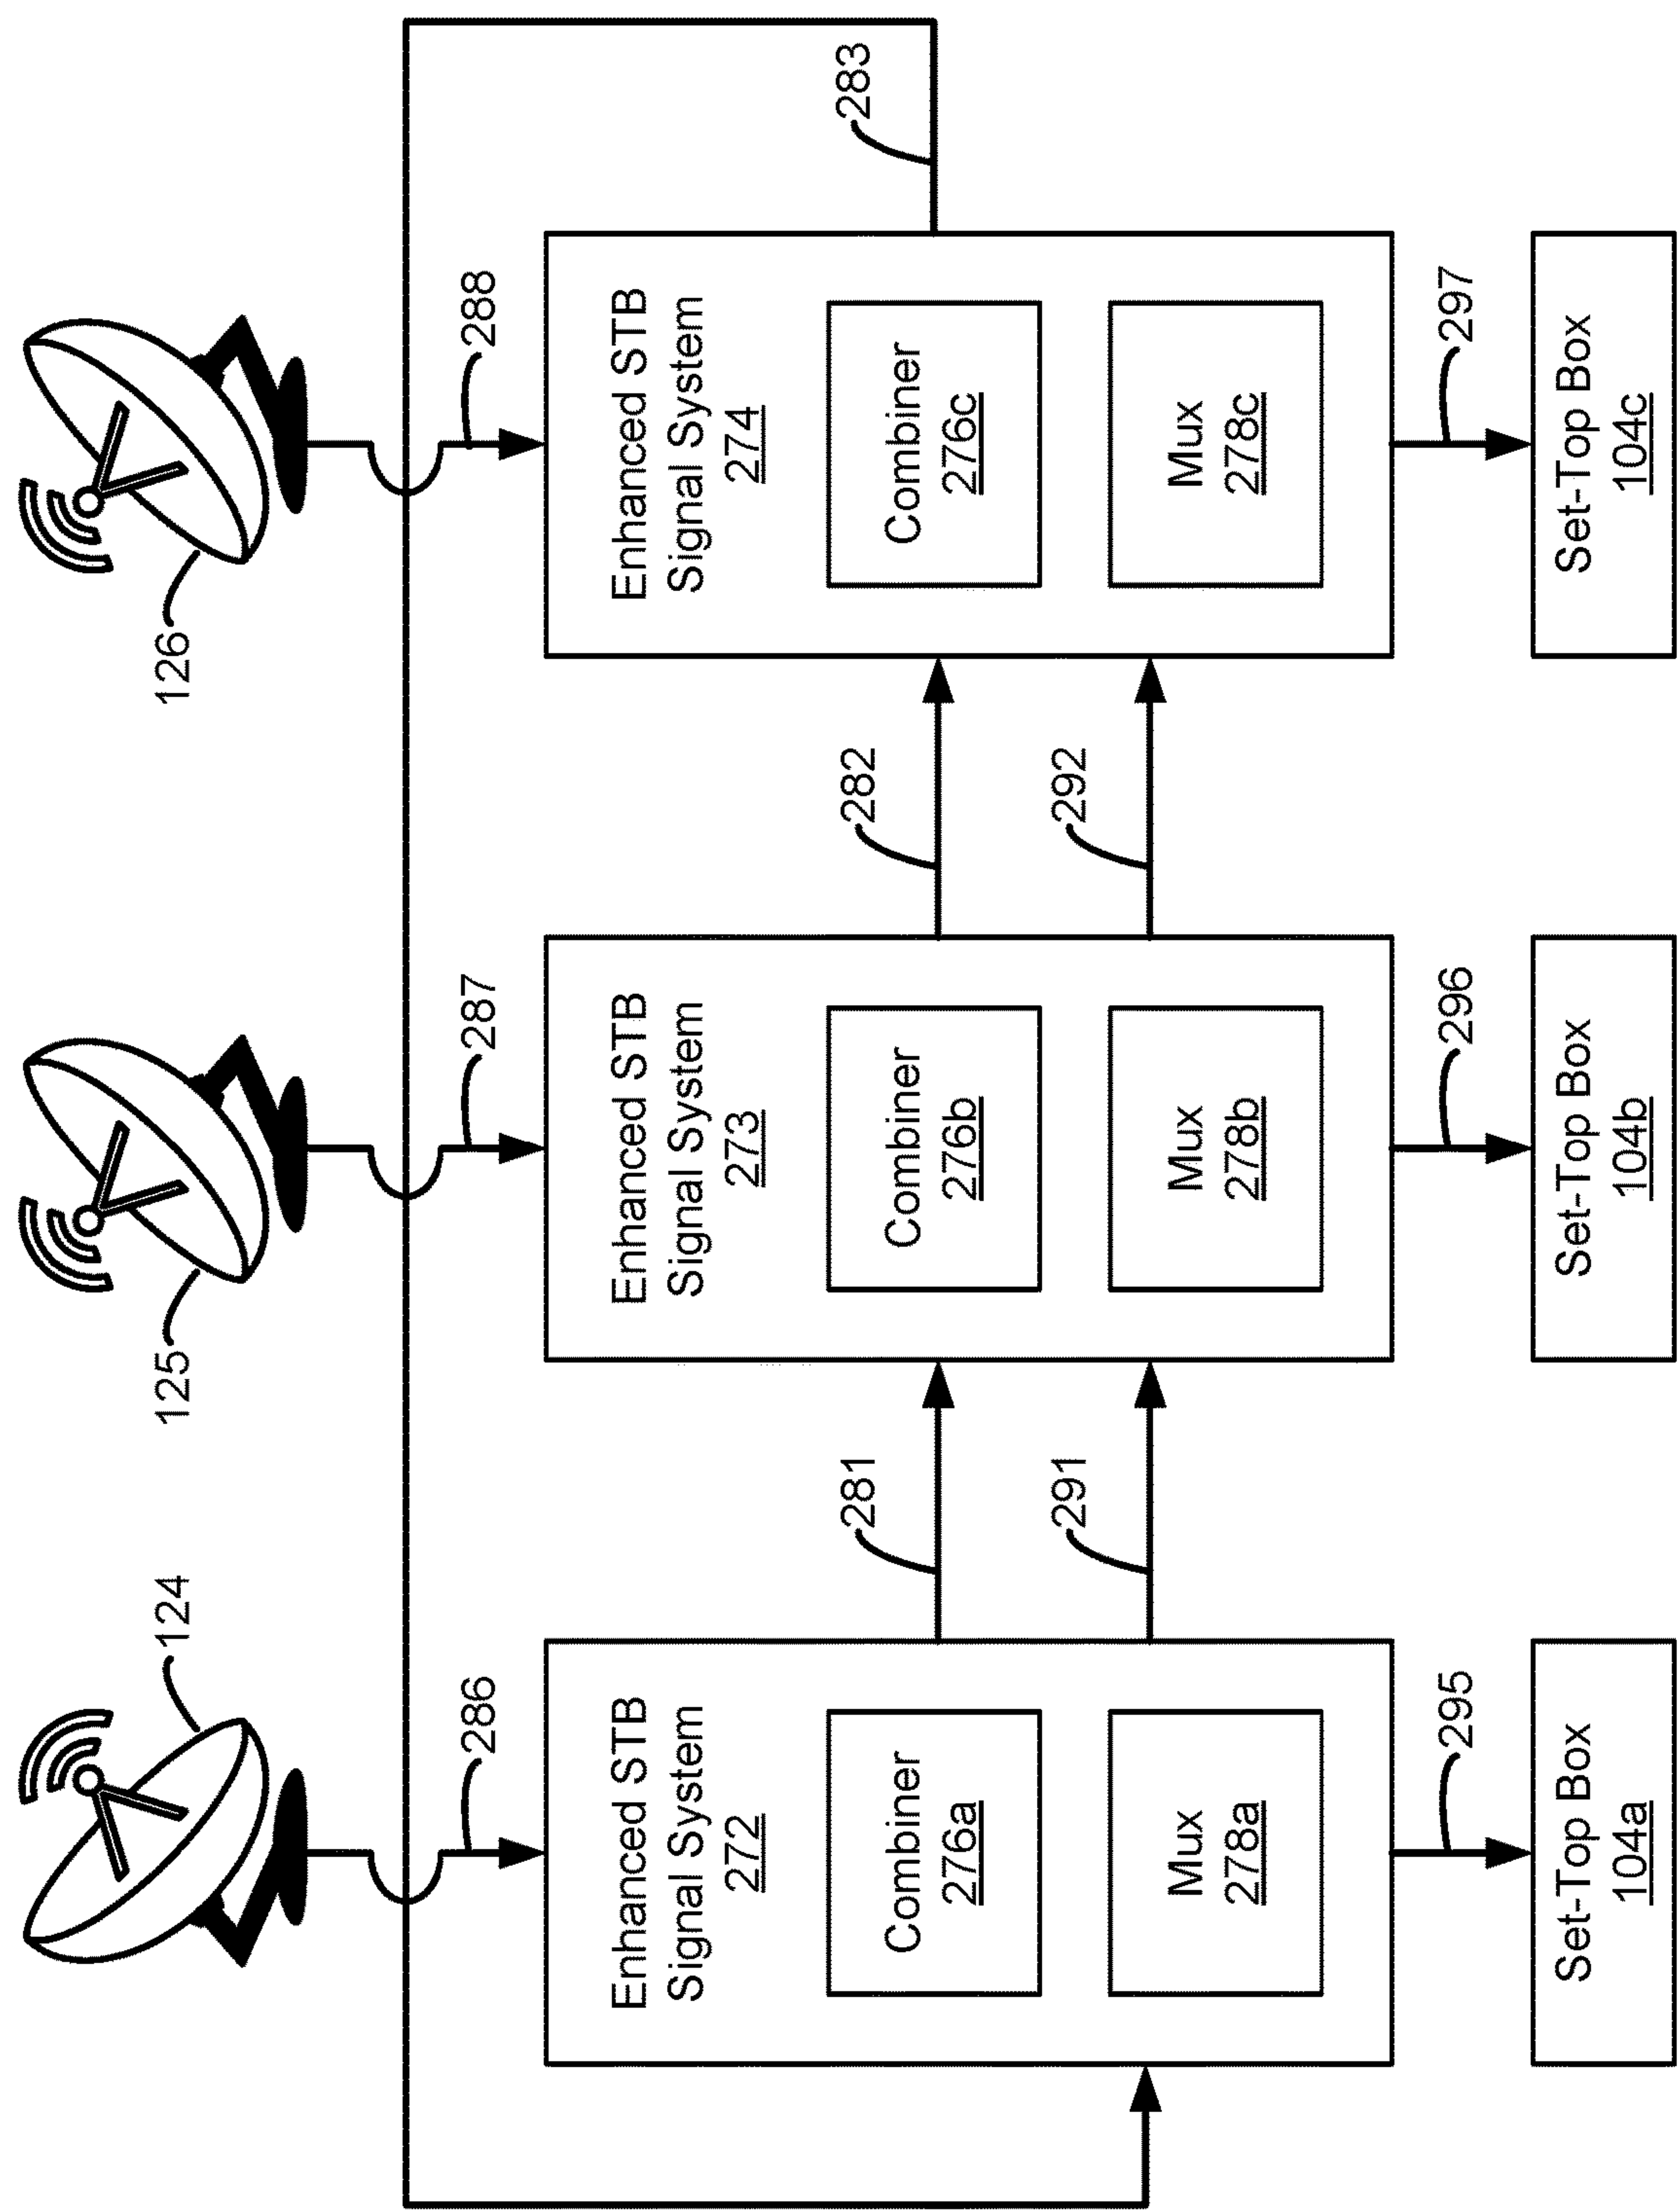 124
125
126
286
287
288
283
Enhanced STB
Signal System
272
Combiner
276a
Mux
278a
281
291
Enhanced STB
Signal System
273
Combiner
276b
Mux
278b
282
292
Enhanced STB
Signal System
274
Combiner
276c
Mux
278c
295
296
297
Set-Top Box
104a
Set-Top Box
104b
Set-Top Box
104c